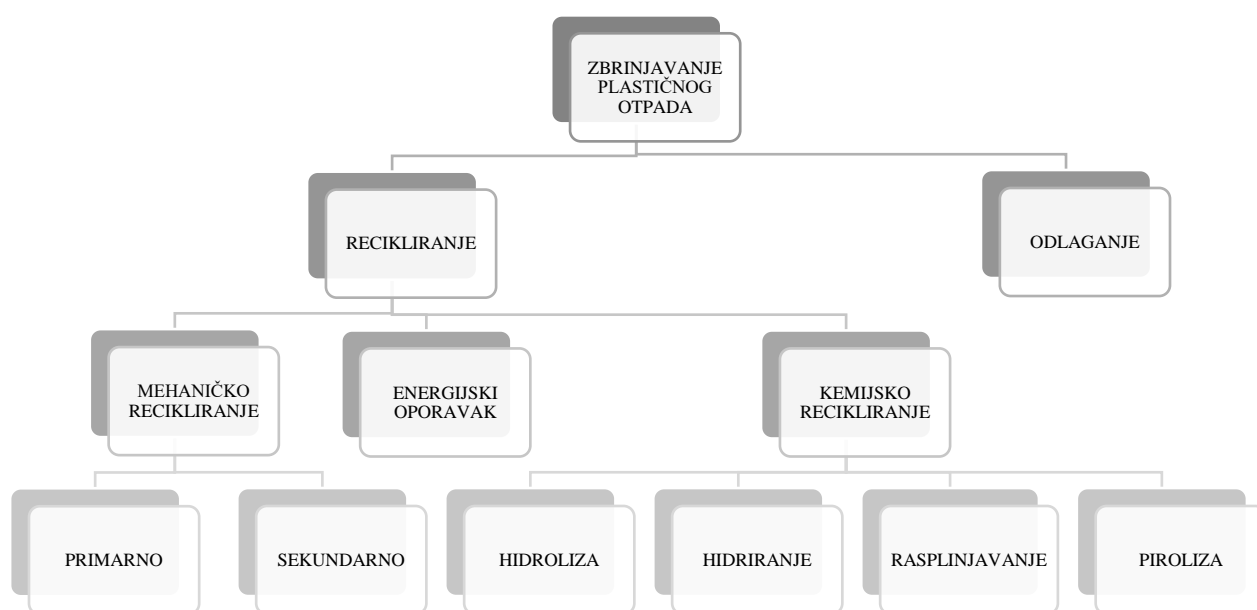 ZBRINJAVANJE
PLASTIČNOG
OTPADA
RECIKLIRANJE
ODLAGANJE
MEHANIČKO
RECIKLIRANJE
ENERGIJSKI
OPORAVAK
KEMIJSKO
RECIKLIRANJE
PRIMARNO
SEKUNDARNO
HIDROLIZA
HIDRIRANJE
RASPLINJAVANJE
PIROLIZA